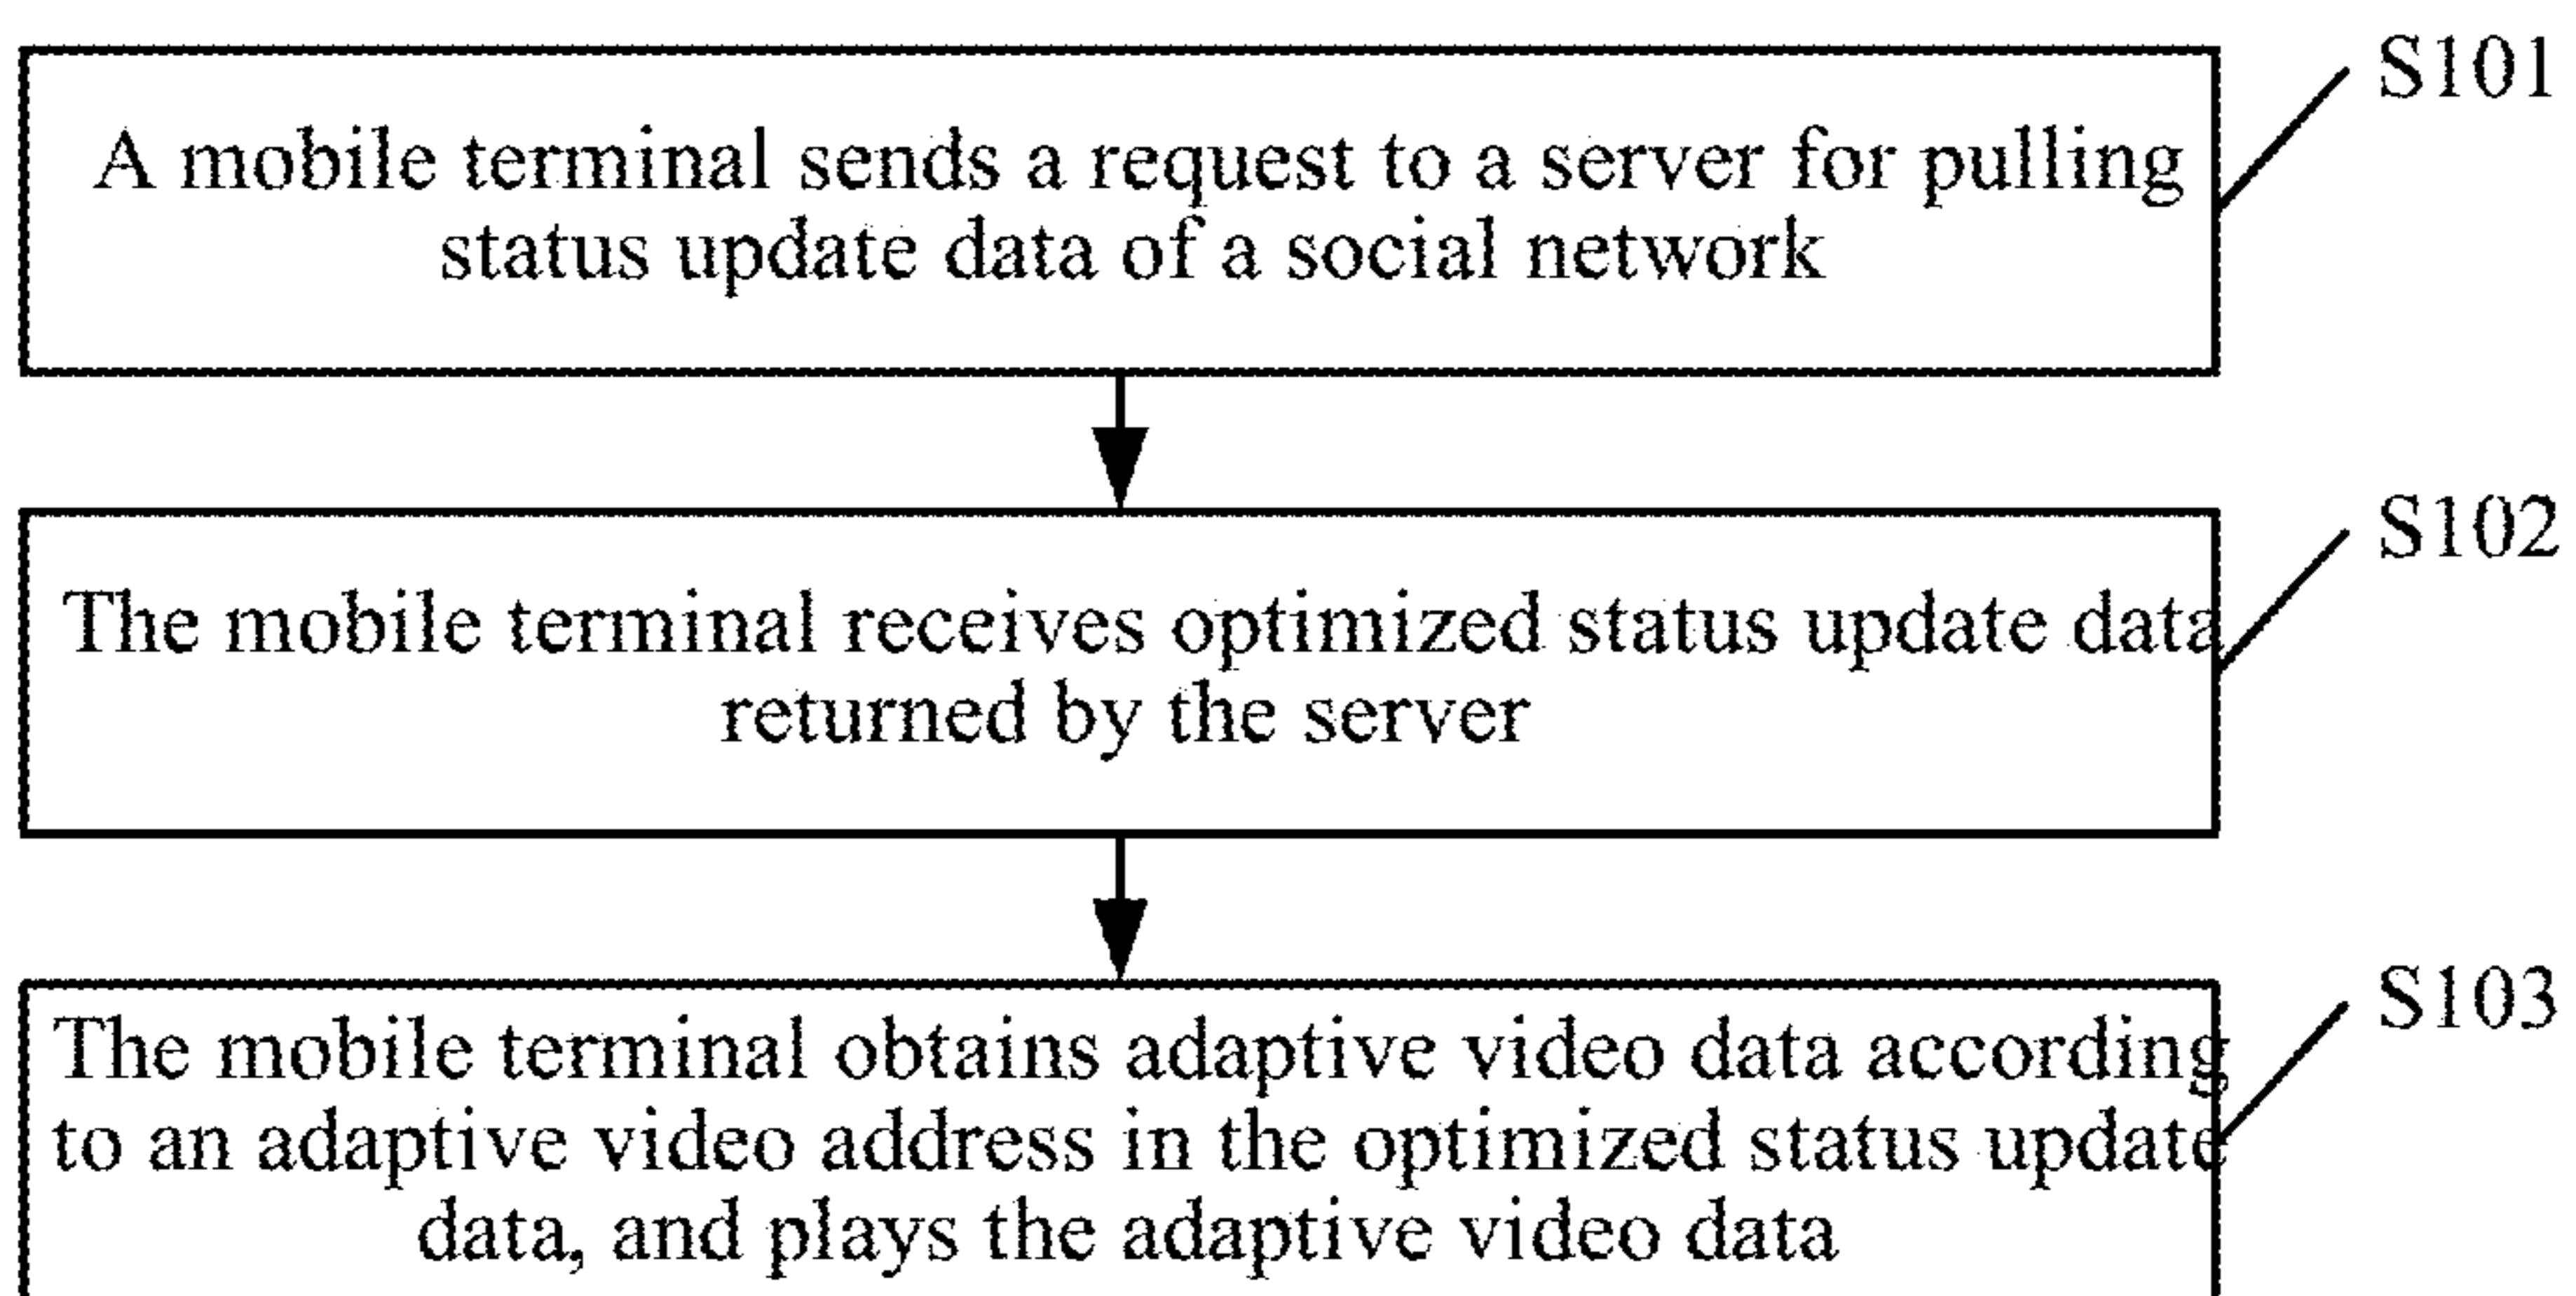 S101
A mobile terminal sends a request to a server for pulling
status update data of a social network
S102
The mobile terminal receives optimized status update data
returned by the server
S103
The mobile terminal obtains adaptive video data according
to an adaptive video address in the optimized status update
data, and plays the adaptive video data